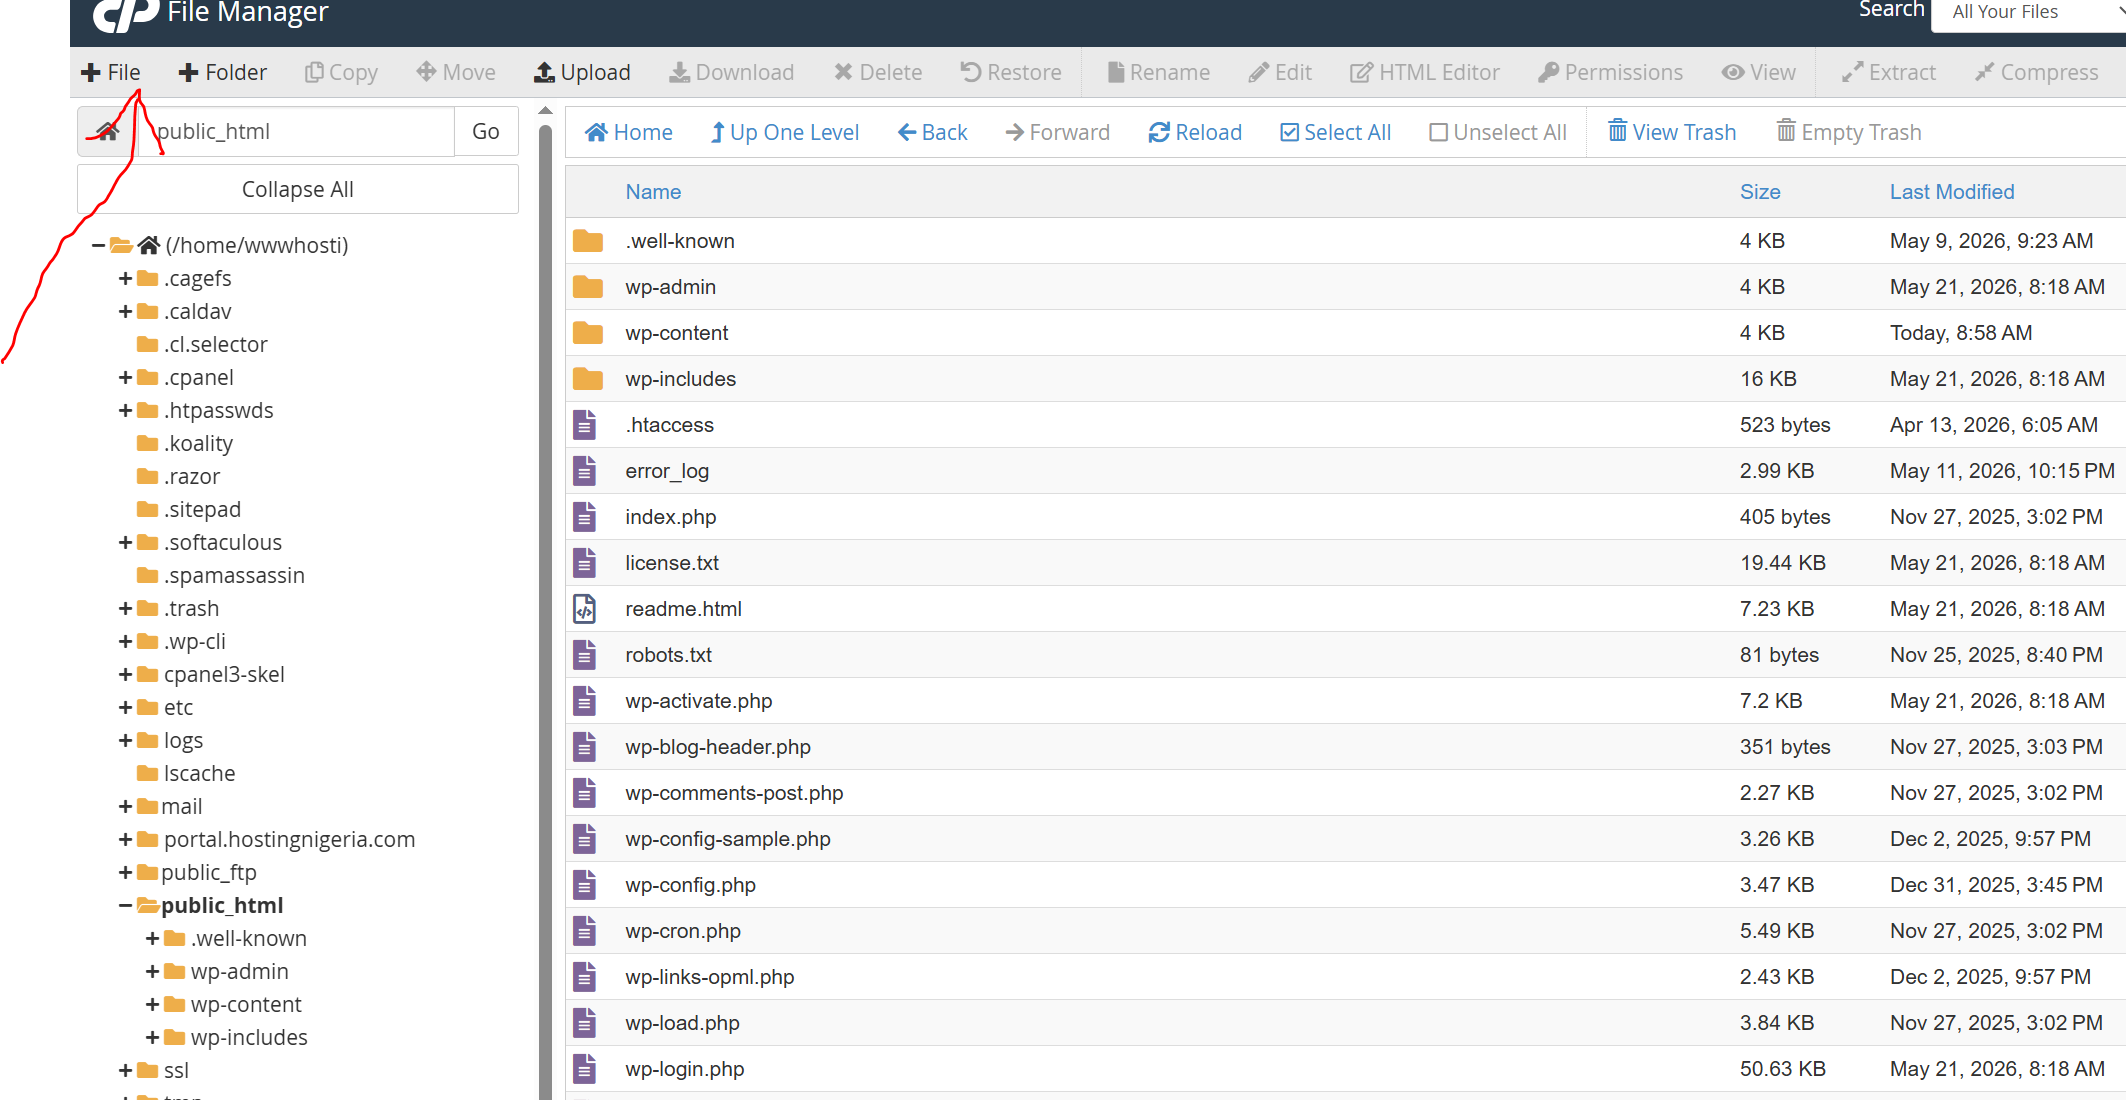 File Manager
Search All Your Files
File Folder Copy Move Upload Download Delete Restore Rename Edit HTML Editor Permissions View Extract Compress
public_html Go
Collapse All
Home Up One Level Back Forward Reload Select All Unselect All View Trash Empty Trash
(/home/wwwhosti)
.cagefs
.caldav
.cl.selector
.cpanel
.htpasswds
.koality
.razor
.sitepad
.softaculous
.spamassassin
.trash
.wp-cli
cpanel3-skel
etc
logs
lscache
mail
portal.hostingnigeria.com
public_ftp
public_html
.well-known
wp-admin
wp-content
wp-includes
ssl
Name Size Last Modified
.well-known 4 KB May 9, 2026, 9:23 AM
wp-admin 4 KB May 21, 2026, 8:18 AM
wp-content 4 KB Today, 8:58 AM
wp-includes 16 KB May 21, 2026, 8:18 AM
.htaccess 523 bytes Apr 13, 2026, 6:05 AM
error_log 2.99 KB May 11, 2026, 10:15 PM
index.php 405 bytes Nov 27, 2025, 3:02 PM
license.txt 19.44 KB May 21, 2026, 8:18 AM
readme.html 7.23 KB May 21, 2026, 8:18 AM
robots.txt 81 bytes Nov 25, 2025, 8:40 PM
wp-activate.php 7.2 KB May 21, 2026, 8:18 AM
wp-blog-header.php 351 bytes Nov 27, 2025, 3:03 PM
wp-comments-post.php 2.27 KB Nov 27, 2025, 3:02 PM
wp-config-sample.php 3.26 KB Dec 2, 2025, 9:57 PM
wp-config.php 3.47 KB Dec 31, 2025, 3:45 PM
wp-cron.php 5.49 KB Nov 27, 2025, 3:02 PM
wp-links-opml.php 2.43 KB Dec 2, 2025, 9:57 PM
wp-load.php 3.84 KB Nov 27, 2025, 3:02 PM
wp-login.php 50.63 KB May 21, 2026, 8:18 AM